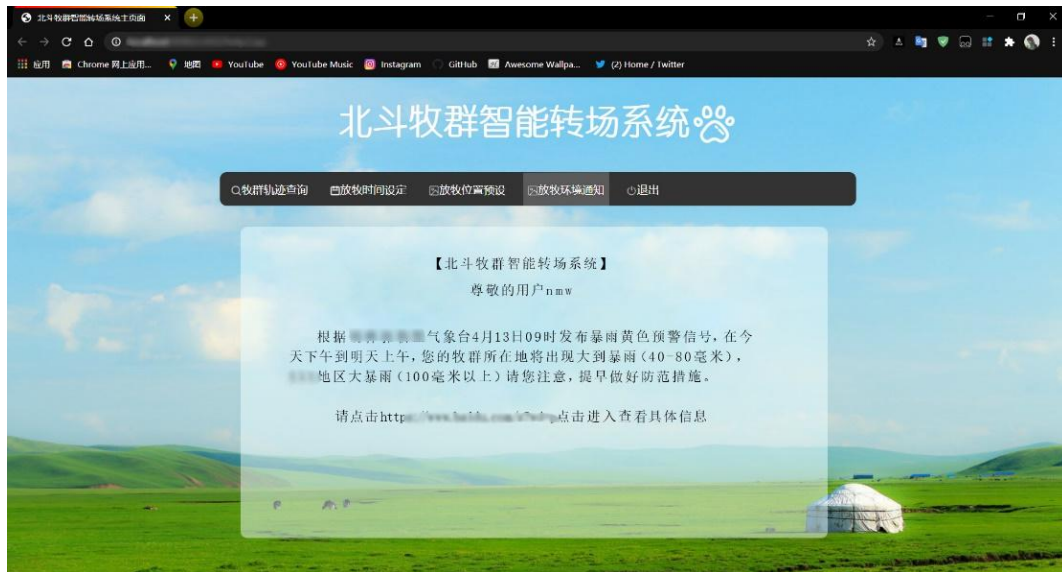 北斗牧群智能转场系统主页面
应用 Chrome 网上应用... 地图 YouTube YouTube Music Instagram GitHub Awesome Wallpa... (2) Home / Twitter
北斗牧群智能转场系统
牧群轨迹查询 放牧时间设定 放牧位置预设 放牧环境通知 退出
【北斗牧群智能转场系统】
尊敬的用户nmw
根据 气象台4月13日09时发布暴雨黄色预警信号,在今
天下午到明天上午,您的牧群所在地将出现大到暴雨(40-80毫米),
地区大暴雨(100毫米以上)请您注意,提早做好防范措施。
请点击http 点击进入查看具体信息